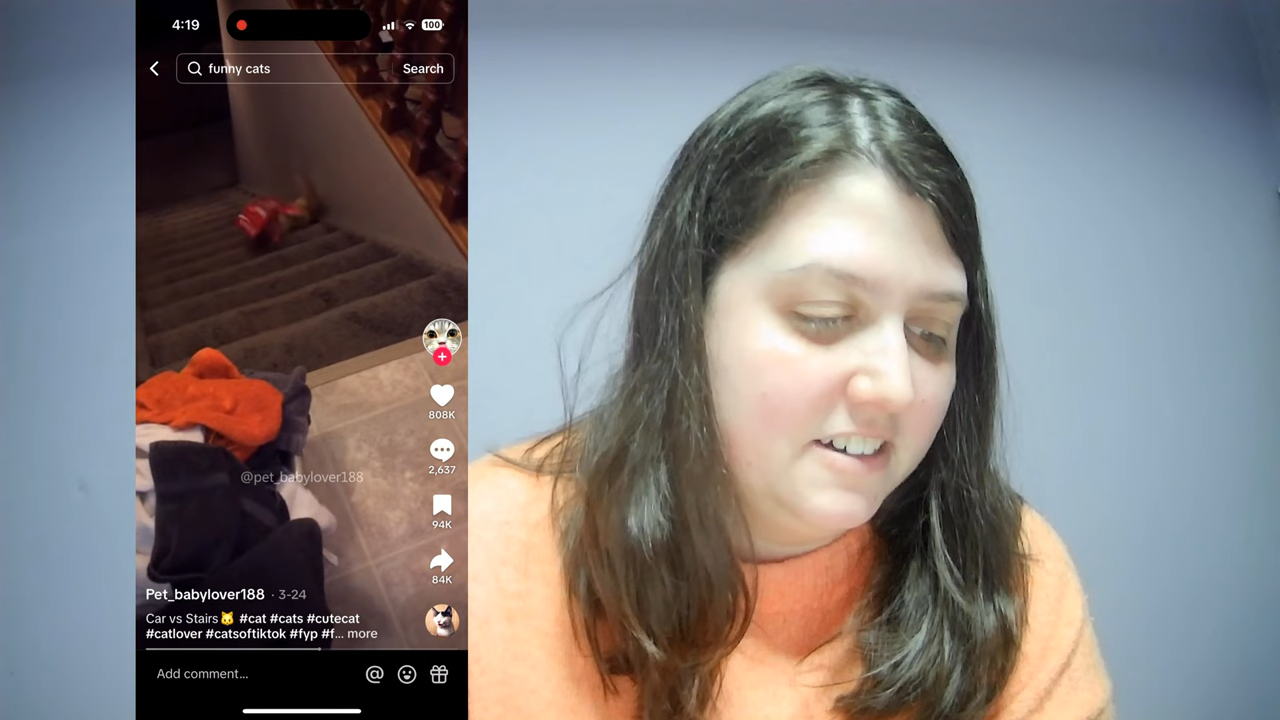 4:19
100
funny cats
Search
808K
2,637
@pet_babylover188
94K
84K
Pet_babylover188 · 3-24
Car vs Stairs🐱 #cat #cats #cutecat
#catlover #catsoftiktok #fyp #f... more
Add comment...